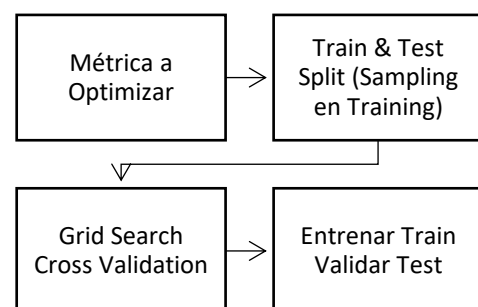 Métrica a
Optimizar
Train & Test
Split (Sampling
en Training)
Grid Search
Cross Validation
Entrenar Train
Validar Test